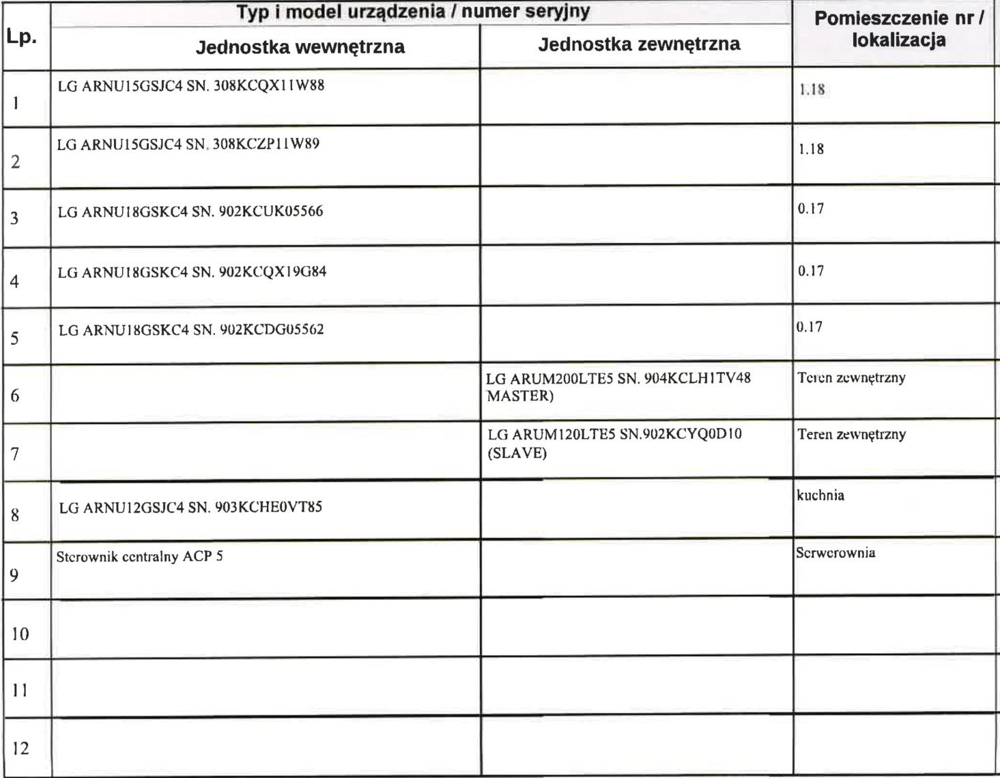 Typ i model urządzenia / numer seryjny
Lp.
Jednostka wewnętrzna
Jednostka zewnętrzna
Pomieszczenie nr /
lokalizacja
1
LG ARNU15GSJC4 SN. 308KCQX11W88
1.18
2
LG ARNU15GSJC4 SN. 308KCZP11W89
1.18
3
LG ARNU18GSKC4 SN. 902KCUK05566
0.17
4
LG ARNU18GSKC4 SN. 902KCQX19G84
0.17
5
LG ARNU18GSKC4 SN. 902KCDG05562
0.17
6
LG ARUM200LTE5 SN. 904KCLH1TV48
MASTER)
Teren zewnętrzny
7
LG ARUM120LTE5 SN.902KCYQ0D10
(SLAVE)
Teren zewnętrzny
8
LG ARNU12GSJC4 SN. 903KCHE0VT85
kuchnia
9
Sterownik centralny ACP 5
Serwerownia
10
11
12